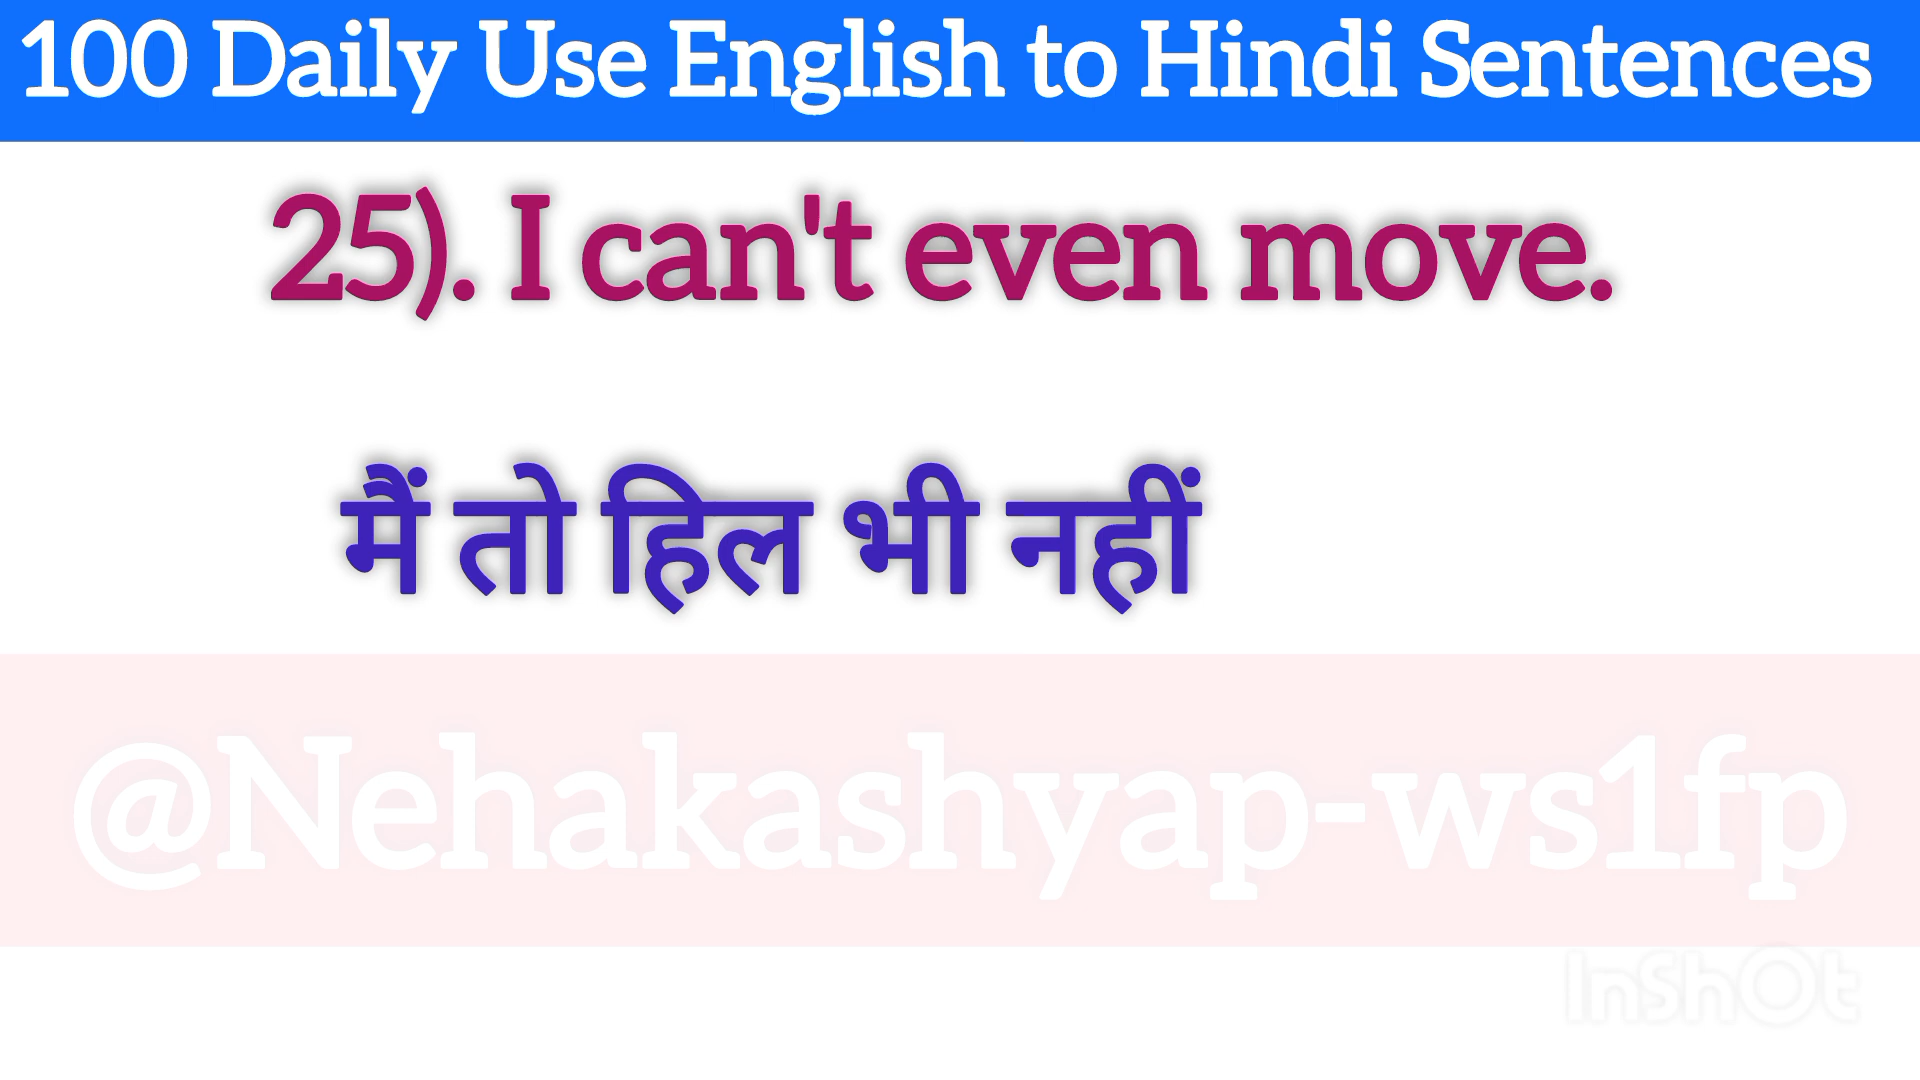 100 Daily Use English to Hindi Sentences
25). I can't even move.
मैं तो हिल भी नहीं
@Nehakashyap-ws1fp
InShOt